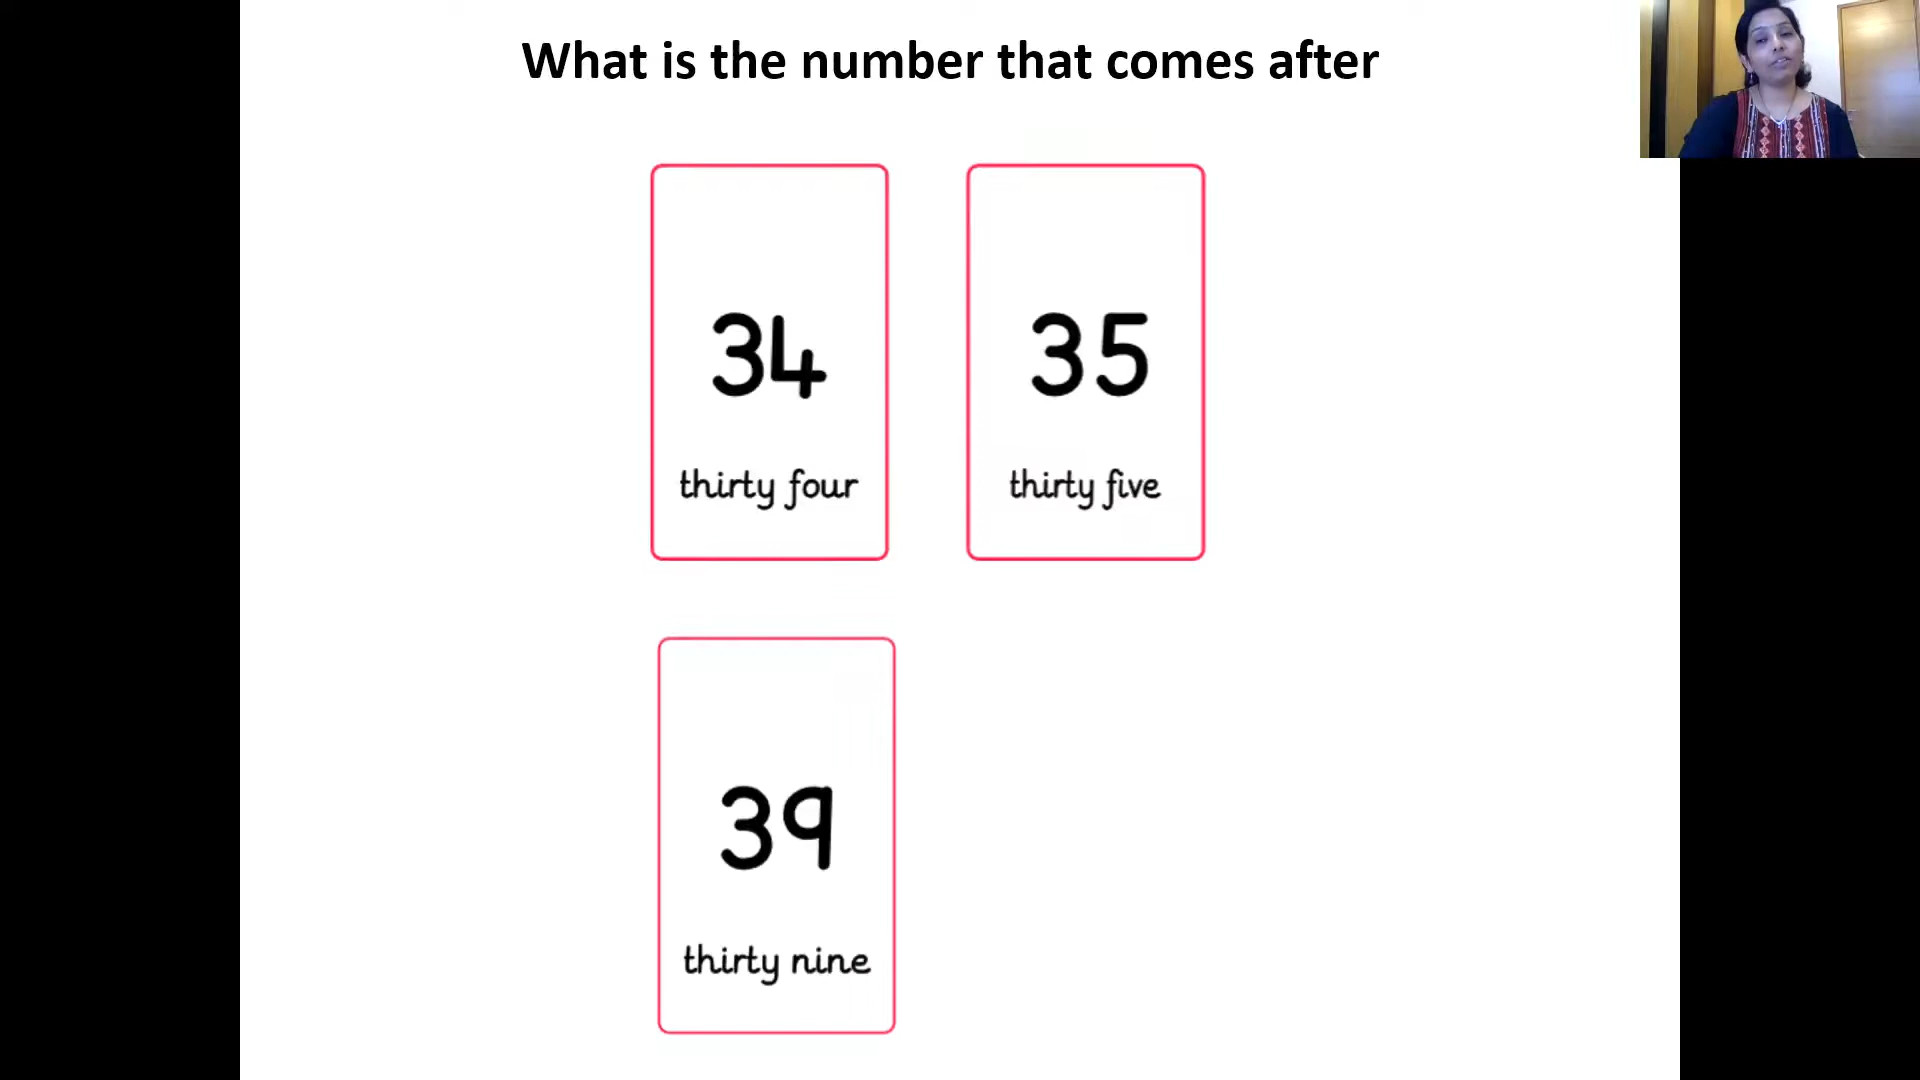 What is the number that comes after
34 35
thirty four thirty five
39
thirty nine